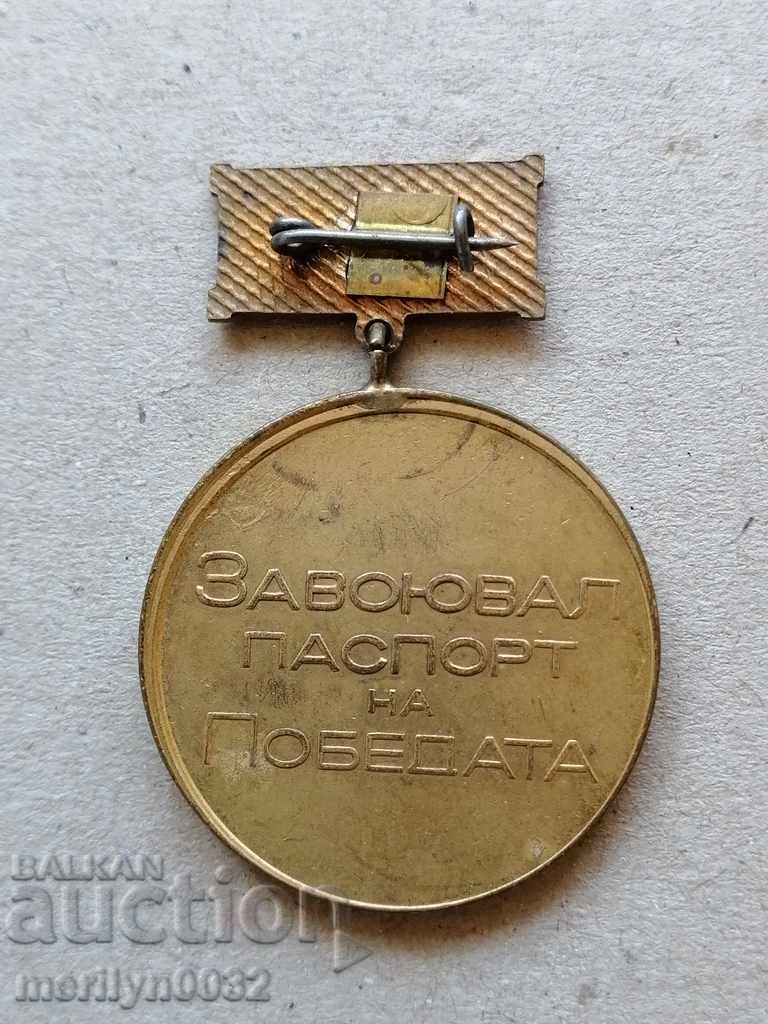 ЗАВОЮВАЛ
ПАСПОРТ
НА
ПОБЕДАТА
BALKAN
auction
merilyn0032